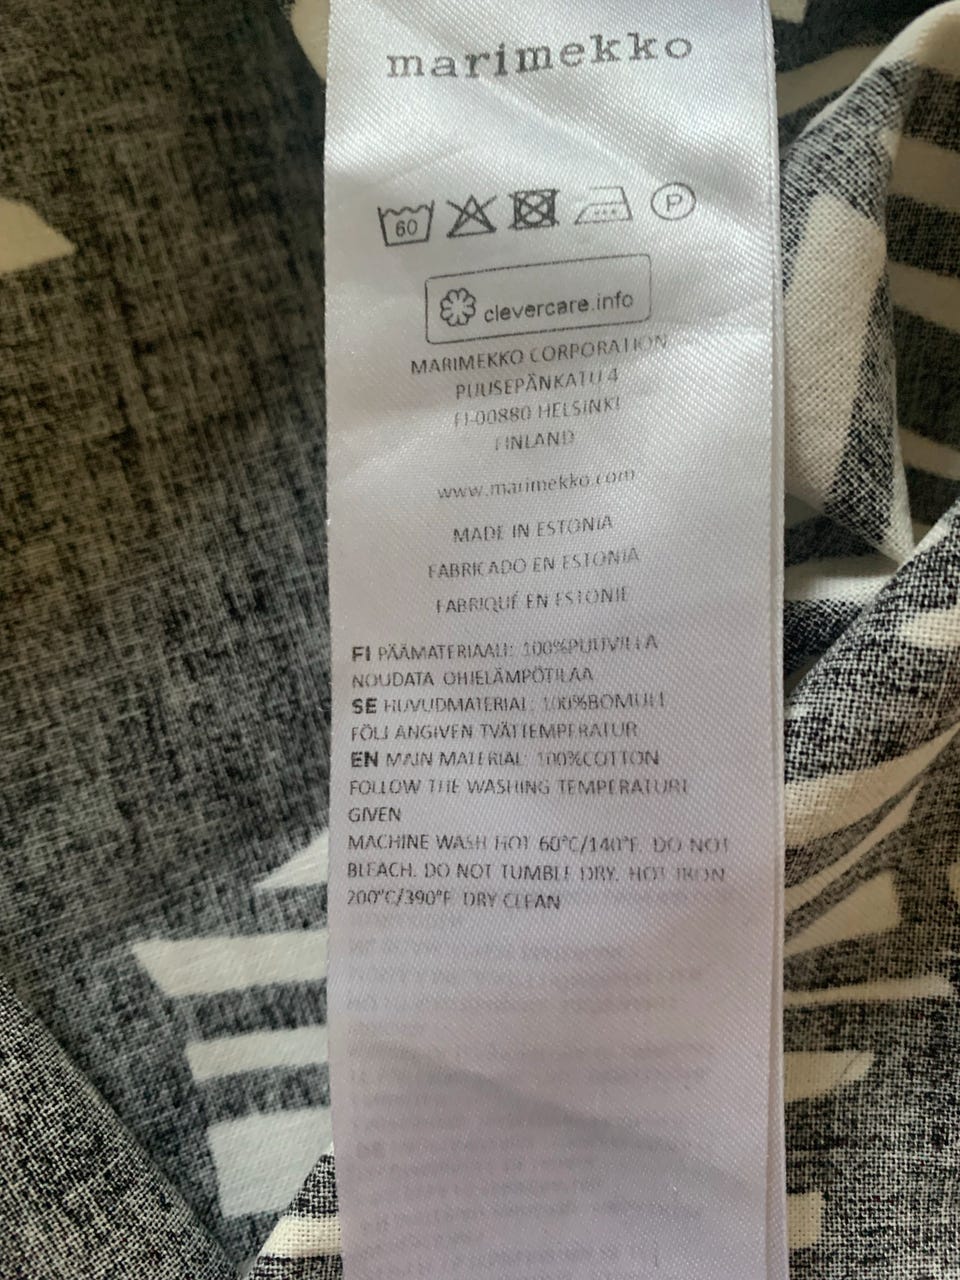 marimekko
60
P
clevercare.info
MARIMEKKO CORPORATION
PUUSEPÄNKATU 4
FI-00880 HELSINKI
FINLAND
www.marimekko.com
MADE IN ESTONIA
FABRICADO EN ESTONIA
FABRIQUÉ EN ESTONIE
FI PÄÄMATERIAALI: 100%PUUVILLA
NOUDATA OHJELÄMPÖTILAA
SE HUVUDMATERIAL: 100%BOMULL
FÖLJ ANGIVEN TVÄTTEMPERATUR
EN MAIN MATERIAL: 100%COTTON
FOLLOW THE WASHING TEMPERATURE
GIVEN
MACHINE WASH HOT 60°C/140°F. DO NOT
BLEACH. DO NOT TUMBLE DRY. HOT IRON
200°C/390°F DRY CLEAN